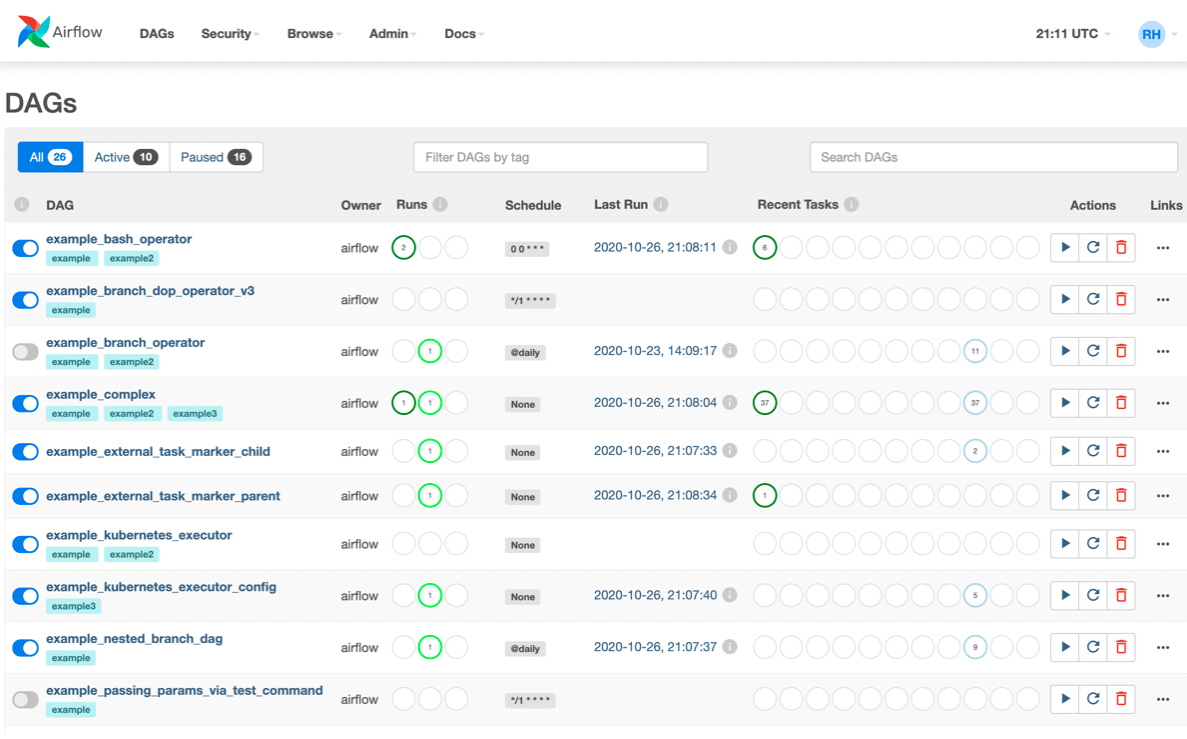 Airflow DAGs Security Browse Admin Docs 21:11 UTC RH
DAGs
All 26 Active 10 Paused 16 Filter DAGs by tag Search DAGs
DAG Owner Runs Schedule Last Run Recent Tasks Actions Links
example_bash_operator
airflow 2 0 0 * * * 2020-10-26, 21:08:11 6
example example2
example_branch_dop_operator_v3
airflow */1 * * * *
example
example_branch_operator
airflow 1 @daily 2020-10-23, 14:09:17 11
example example2
example_complex
airflow 1 1 None 2020-10-26, 21:08:04 37 37
example example2 example3
example_external_task_marker_child airflow 1 None 2020-10-26, 21:07:33 2
example_external_task_marker_parent airflow 1 None 2020-10-26, 21:08:34 1
example_kubernetes_executor
airflow None
example example2
example_kubernetes_executor_config
airflow 1 None 2020-10-26, 21:07:40 5
example3
example_nested_branch_dag
airflow 1 @daily 2020-10-26, 21:07:37 9
example
example_passing_params_via_test_command
airflow */1 * * * *
example